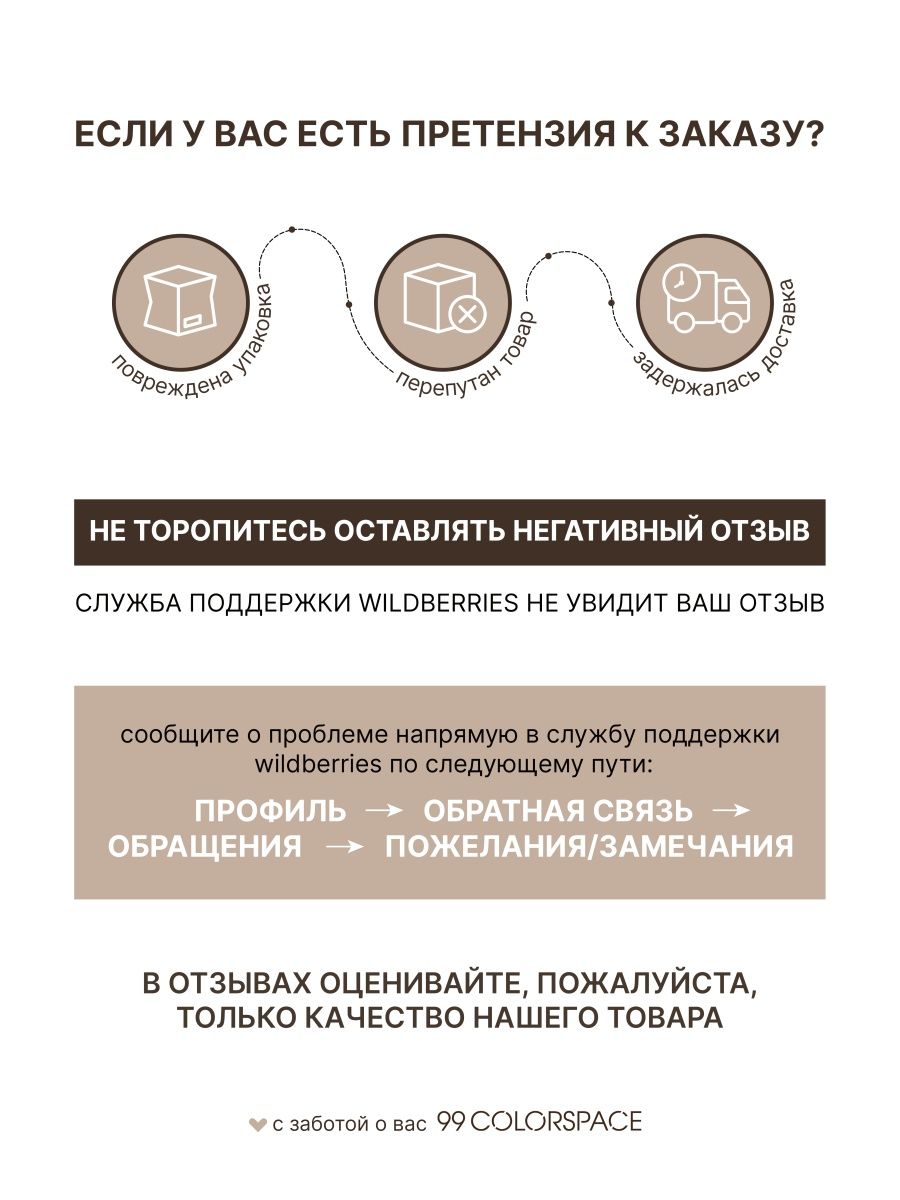 ЕСЛИ У ВАС ЕСТЬ ПРЕТЕНЗИЯ К ЗАКАЗУ?
повреждена упаковка
перепутан товар
задержалась доставка
НЕ ТОРОПИТЕСЬ ОСТАВЛЯТЬ НЕГАТИВНЫЙ ОТЗЫВ
СЛУЖБА ПОДДЕРЖКИ WILDBERRIES НЕ УВИДИТ ВАШ ОТЗЫВ
сообщите о проблеме напрямую в службу поддержки
wildberries по следующему пути:
ПРОФИЛЬ → ОБРАТНАЯ СВЯЗЬ →
ОБРАЩЕНИЯ → ПОЖЕЛАНИЯ/ЗАМЕЧАНИЯ
В ОТЗЫВАХ ОЦЕНИВАЙТЕ, ПОЖАЛУЙСТА,
ТОЛЬКО КАЧЕСТВО НАШЕГО ТОВАРА
с заботой о вас 99 COLORSPACE